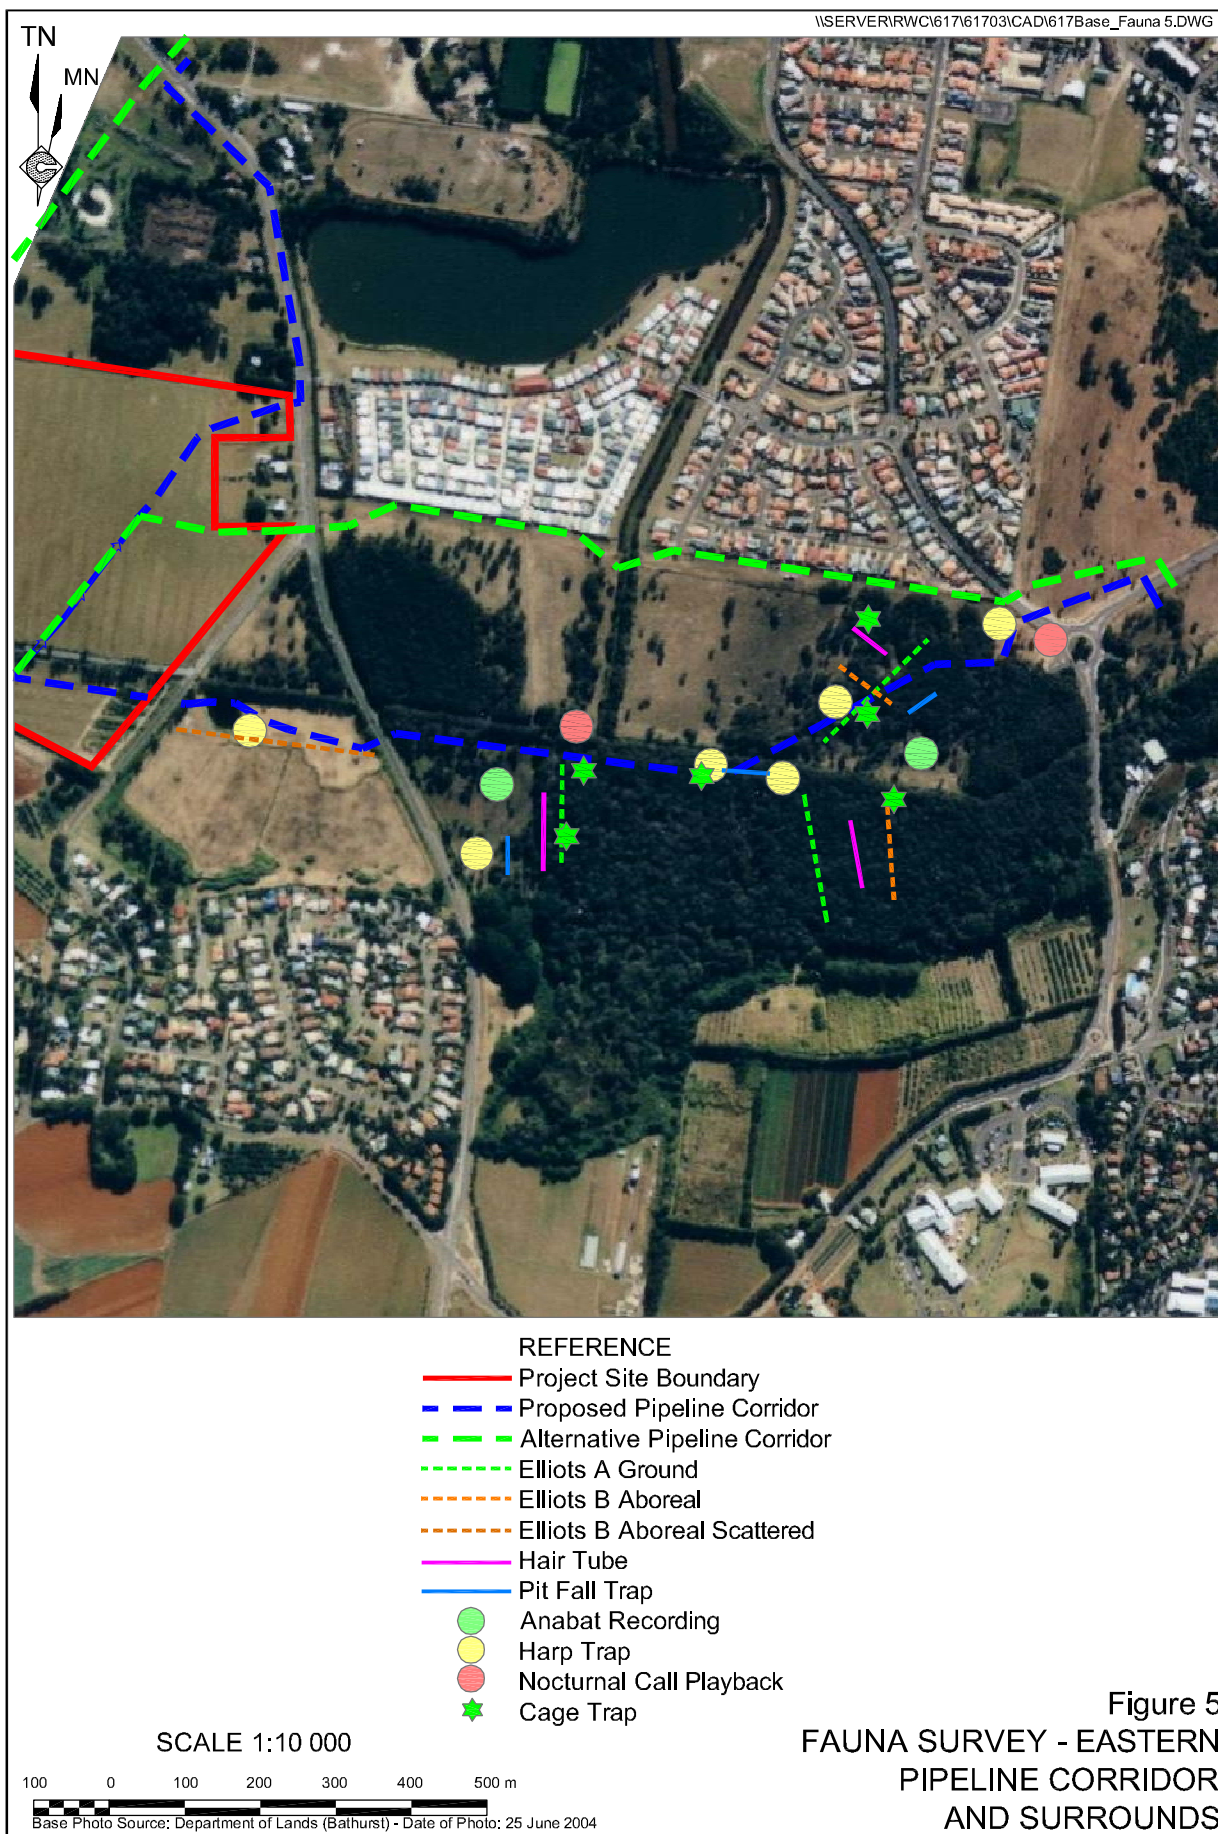 \\SERVER\RWC\617\61703\CAD\617Base_Fauna 5.DWG
TN
MN
REFERENCE
Project Site Boundary
Proposed Pipeline Corridor
Alternative Pipeline Corridor
Elliots A Ground
Elliots B Aboreal
Elliots B Aboreal Scattered
Hair Tube
Pit Fall Trap
Anabat Recording
Harp Trap
Nocturnal Call Playback
Cage Trap
SCALE 1:10 000
100 0 100 200 300 400 500 m
Base Photo Source: Department of Lands (Bathurst) - Date of Photo: 25 June 2004
Figure 5
FAUNA SURVEY - EASTERN
PIPELINE CORRIDOR
AND SURROUNDS